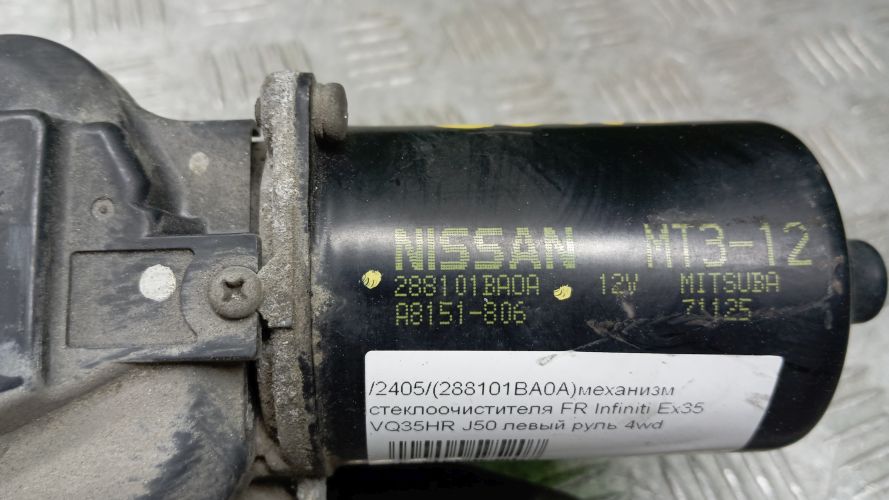 NISSAN MT3-12
288101BA0A 12V MITSUBA
A8151-806 71125
/2405/(288101BA0A)механизм
стеклоочистителя FR Infiniti Ex35
VQ35HR J50 левый руль 4wd